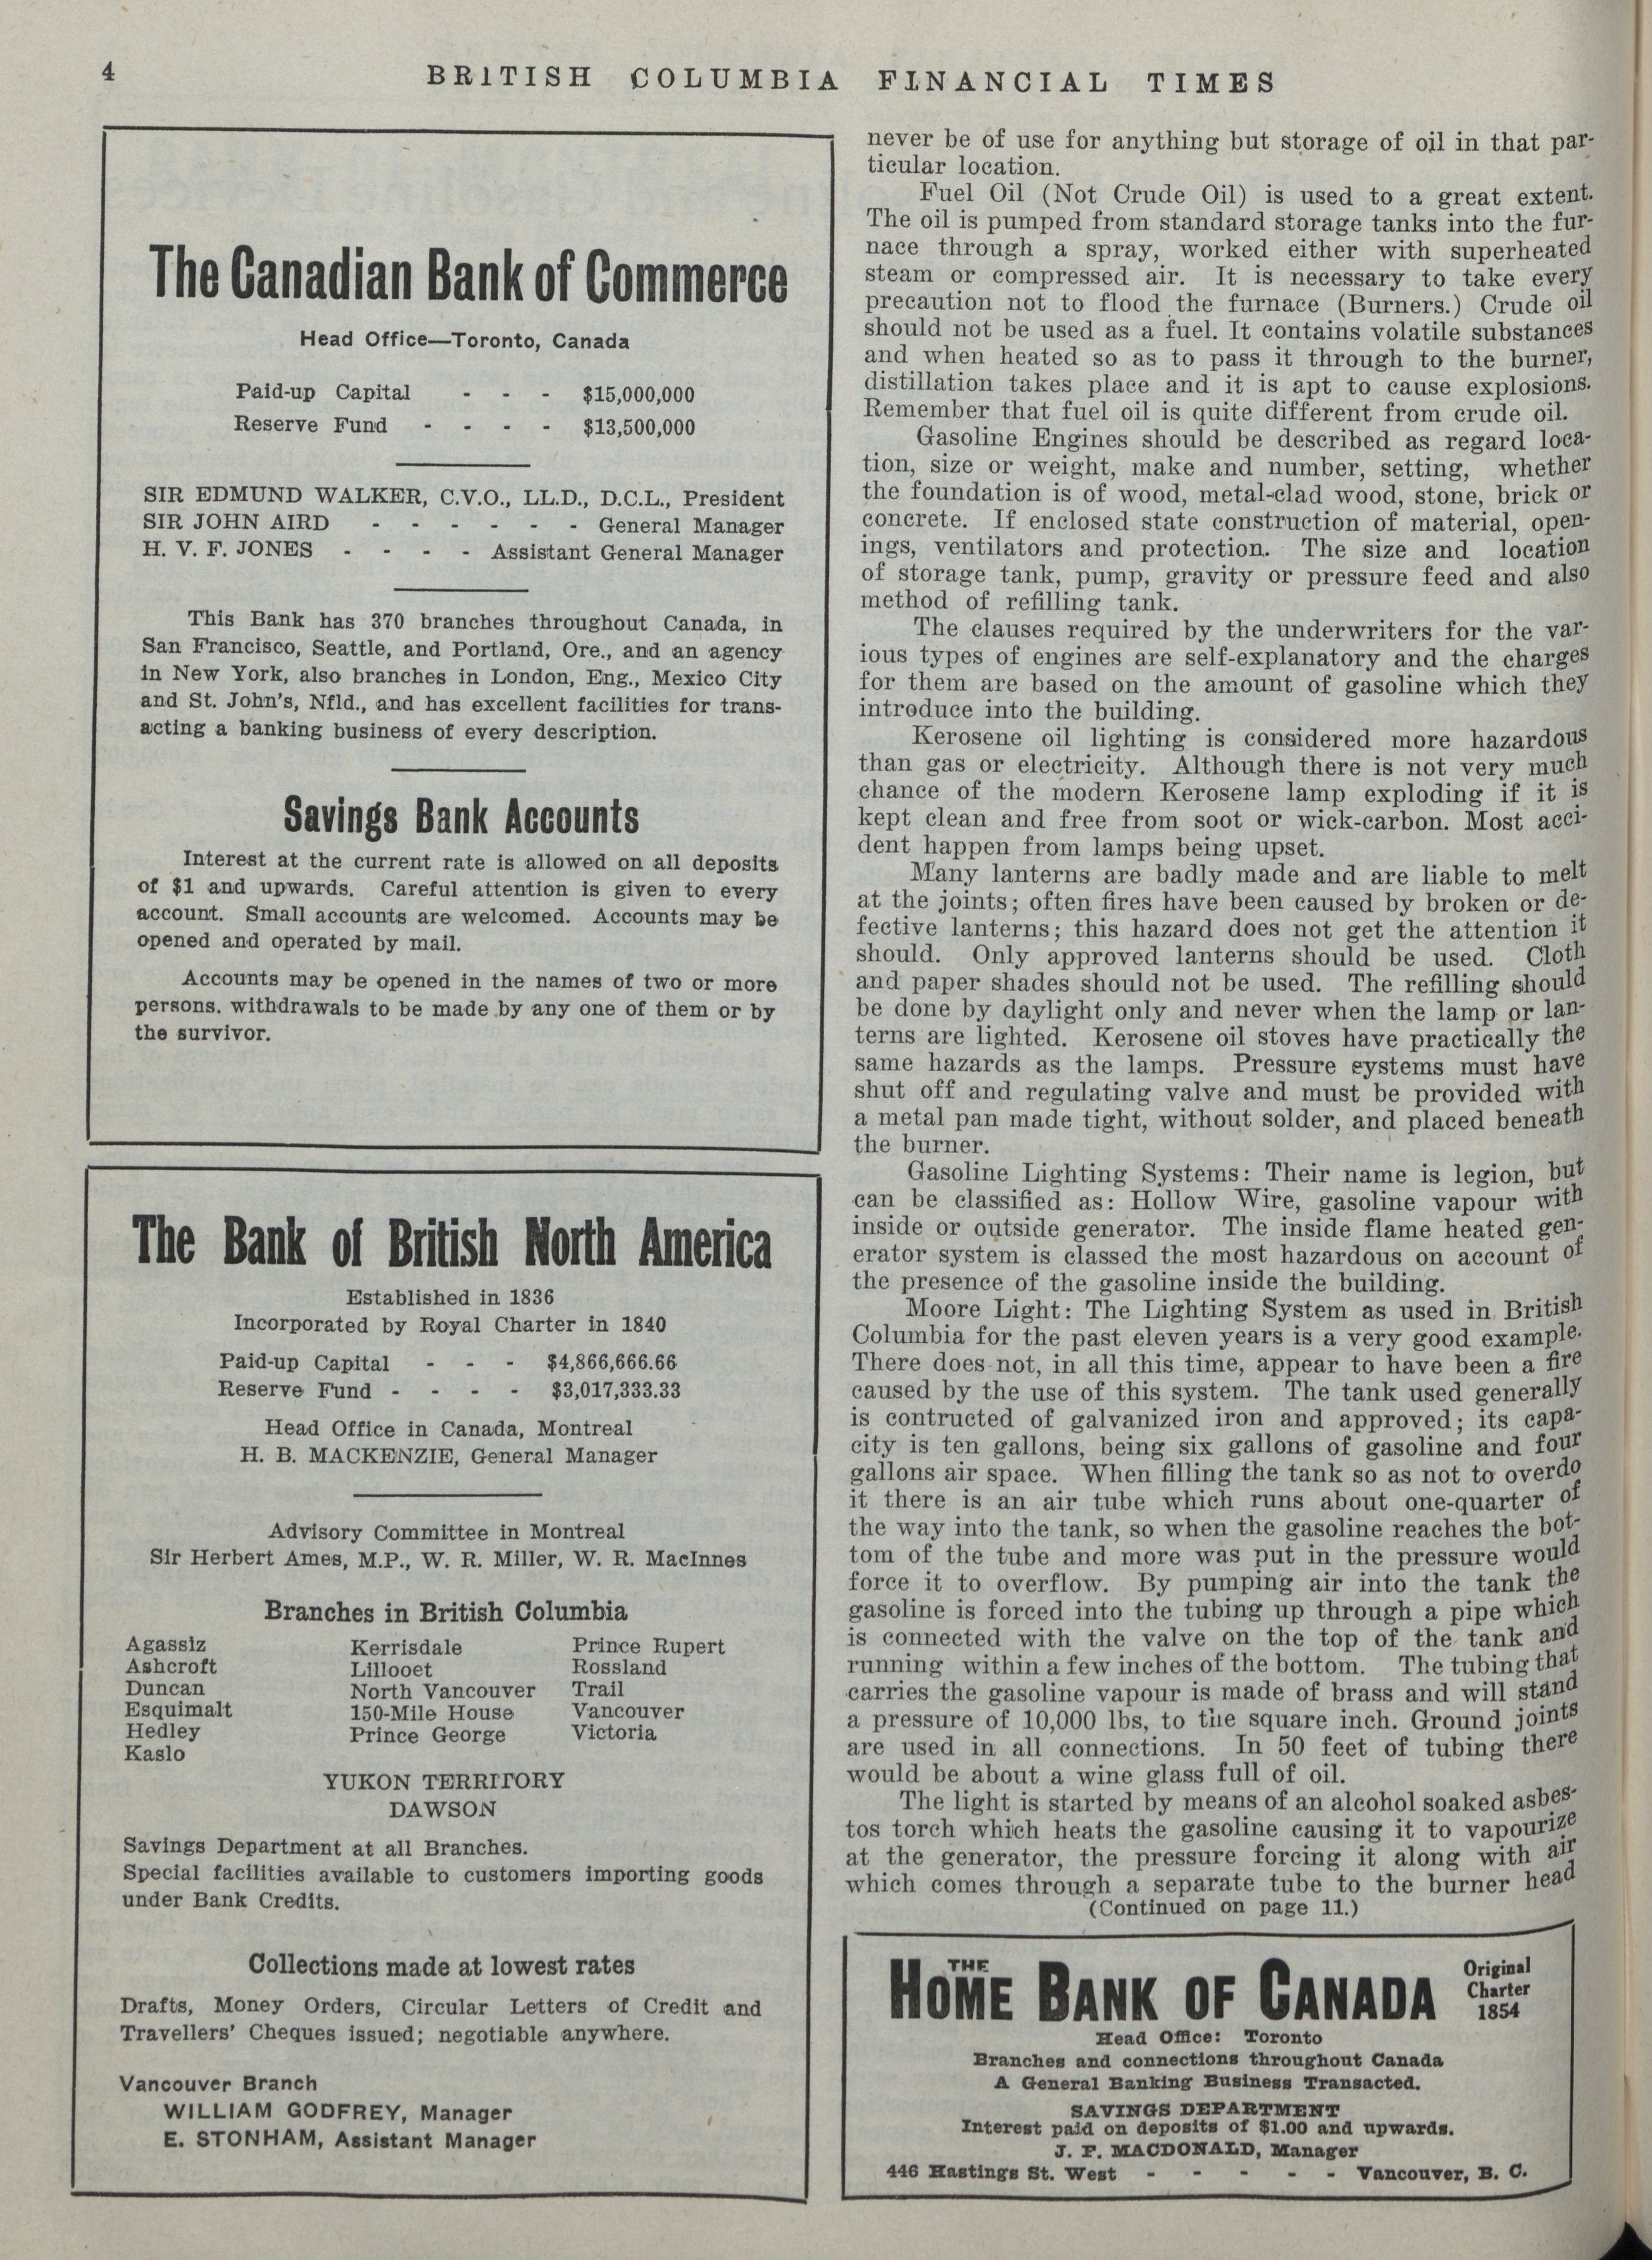 4
BRITISH COLUMBIA FINANCIAL TIMES
The Canadian Bank of Commerce
Head Office—Toronto, Canada
Paid-up Capital - - - $15,000,000
Reserve Fund - - - - $13,500,000
SIR EDMUND WALKER, C.V.O., LL.D., D.C.L., President
SIR JOHN AIRD - - - - - - General Manager
H. V. F. JONES - - - - Assistant General Manager
This Bank has 370 branches throughout Canada, in
San Francisco, Seattle, and Portland, Ore., and an agency
in New York, also branches in London, Eng., Mexico City
and St. John's, Nfld., and has excellent facilities for trans-
acting a banking business of every description.
Savings Bank Accounts
Interest at the current rate is allowed on all deposits
of $1 and upwards. Careful attention is given to every
account. Small accounts are welcomed. Accounts may be
opened and operated by mail.
Accounts may be opened in the names of two or more
persons. withdrawals to be made by any one of them or by
the survivor.
The Bank of British North America
Established in 1836
Incorporated by Royal Charter in 1840
Paid-up Capital - - - $4,866,666.66
Reserve Fund - - - - $3,017,333.33
Head Office in Canada, Montreal
H. B. MACKENZIE, General Manager
Advisory Committee in Montreal
Sir Herbert Ames, M.P., W. R. Miller, W. R. MacInnes
Branches in British Columbia
Agassiz Kerrisdale Prince Rupert
Ashcroft Lillooet Rossland
Duncan North Vancouver Trail
Esquimalt 150-Mile House Vancouver
Hedley Prince George Victoria
Kaslo
YUKON TERRITORY
DAWSON
Savings Department at all Branches.
Special facilities available to customers importing goods
under Bank Credits.
Collections made at lowest rates
Drafts, Money Orders, Circular Letters of Credit and
Travellers' Cheques issued; negotiable anywhere.
Vancouver Branch
WILLIAM GODFREY, Manager
E. STONHAM, Assistant Manager
never be of use for anything but storage of oil in that par-
ticular location.
Fuel Oil (Not Crude Oil) is used to a great extent.
The oil is pumped from standard storage tanks into the fur-
nace through a spray, worked either with superheated
steam or compressed air. It is necessary to take every
precaution not to flood the furnace (Burners.) Crude oil
should not be used as a fuel. It contains volatile substances
and when heated so as to pass it through to the burner,
distillation takes place and it is apt to cause explosions.
Remember that fuel oil is quite different from crude oil.
Gasoline Engines should be described as regard loca-
tion, size or weight, make and number, setting, whether
the foundation is of wood, metal-clad wood, stone, brick or
concrete. If enclosed state construction of material, open-
ings, ventilators and protection. The size and location
of storage tank, pump, gravity or pressure feed and also
method of refilling tank.
The clauses required by the underwriters for the var-
ious types of engines are self-explanatory and the charges
for them are based on the amount of gasoline which they
introduce into the building.
Kerosene oil lighting is considered more hazardous
than gas or electricity. Although there is not very much
chance of the modern Kerosene lamp exploding if it is
kept clean and free from soot or wick-carbon. Most acci-
dent happen from lamps being upset.
Many lanterns are badly made and are liable to melt
at the joints; often fires have been caused by broken or de-
fective lanterns; this hazard does not get the attention it
should. Only approved lanterns should be used. Cloth
and paper shades should not be used. The refilling should
be done by daylight only and never when the lamp or lan-
terns are lighted. Kerosene oil stoves have practically the
same hazards as the lamps. Pressure systems must have
shut off and regulating valve and must be provided with
a metal pan made tight, without solder, and placed beneath
the burner.
Gasoline Lighting Systems: Their name is legion, but
can be classified as: Hollow Wire, gasoline vapour with
inside or outside generator. The inside flame heated gen-
erator system is classed the most hazardous on account of
the presence of the gasoline inside the building.
Moore Light: The Lighting System as used in British
Columbia for the past eleven years is a very good example.
There does not, in all this time, appear to have been a fire
caused by the use of this system. The tank used generally
is contructed of galvanized iron and approved; its capa-
city is ten gallons, being six gallons of gasoline and four
gallons air space. When filling the tank so as not to overdo
it there is an air tube which runs about one-quarter of
the way into the tank, so when the gasoline reaches the bot-
tom of the tube and more was put in the pressure would
force it to overflow. By pumping air into the tank the
gasoline is forced into the tubing up through a pipe which
is connected with the valve on the top of the tank and
running within a few inches of the bottom. The tubing that
carries the gasoline vapour is made of brass and will stand
a pressure of 10,000 lbs, to the square inch. Ground joints
are used in all connections. In 50 feet of tubing there
would be about a wine glass full of oil.
The light is started by means of an alcohol soaked asbes-
tos torch which heats the gasoline causing it to vapourize
at the generator, the pressure forcing it along with air
which comes through a separate tube to the burner head
(Continued on page 11.)
THE HOME BANK OF CANADA
Original
Charter
1854
Head Office: Toronto
Branches and connections throughout Canada
A General Banking Business Transacted.
SAVINGS DEPARTMENT
Interest paid on deposits of $1.00 and upwards.
J. F. MACDONALD, Manager
446 Hastings St. West - - - - - Vancouver, B. C.